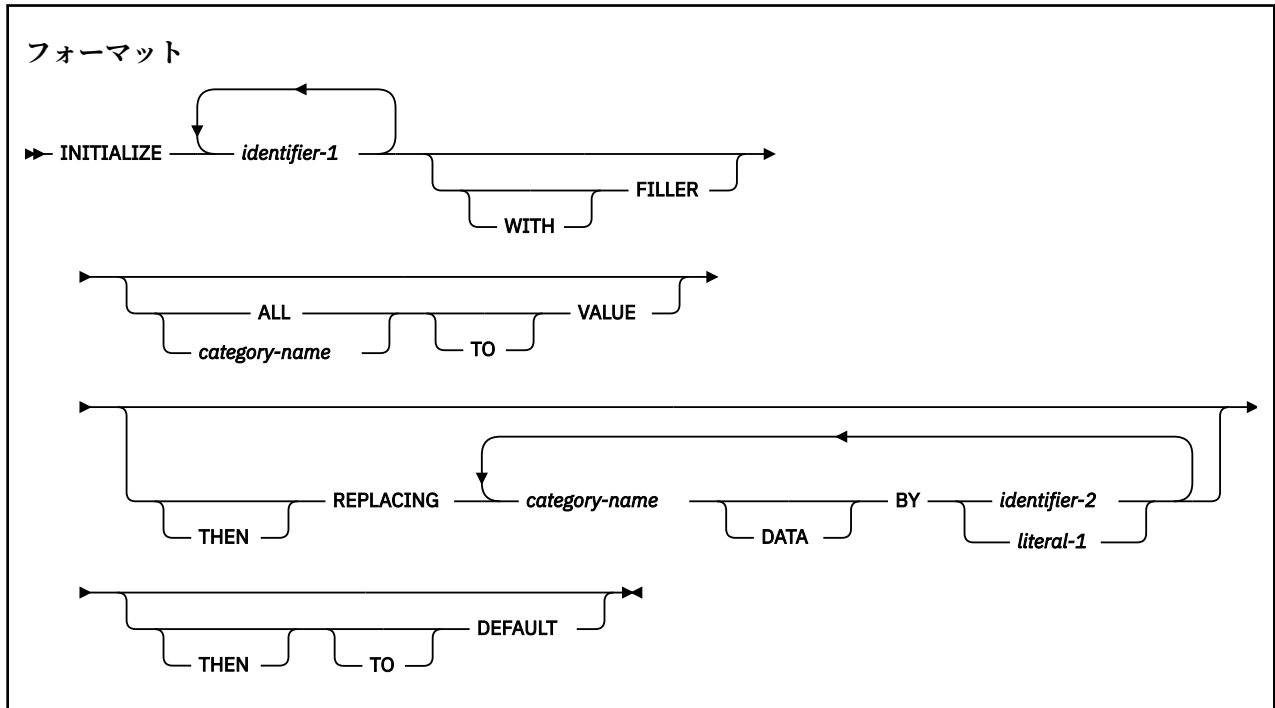 フォーマット
INITIALIZE identifier-1
FILLER
WITH
ALL VALUE
category-name TO
REPLACING category-name BY identifier-2
THEN DATA literal-1
DEFAULT
THEN TO